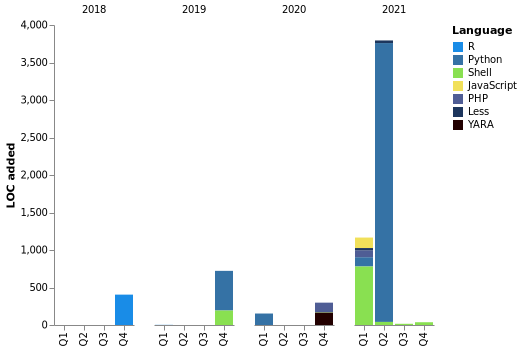 2018 2019 2020 2021
Language
R
Python
Shell
JavaScript
PHP
Less
YARA
LOC added
4,000
3,500
3,000
2,500
2,000
1,500
1,000
500
0
Q1 Q2 Q3 Q4 Q1 Q2 Q3 Q4 Q1 Q2 Q3 Q4 Q1 Q2 Q3 Q4